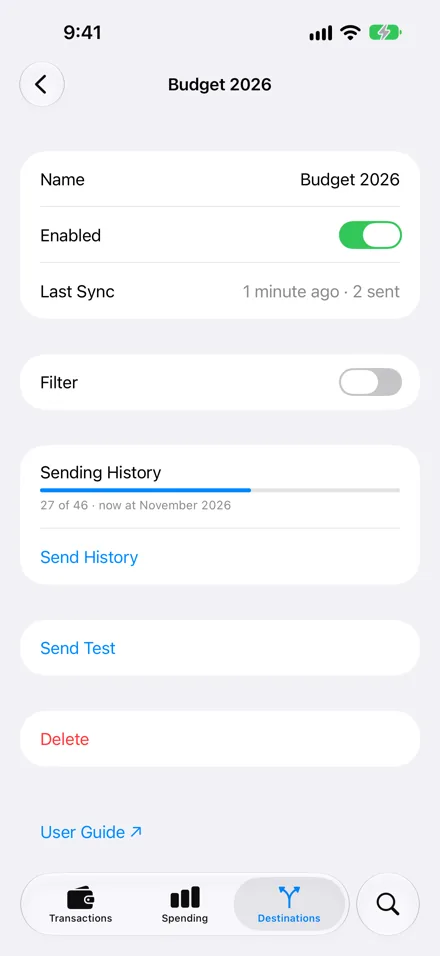 9:41
Budget 2026
Name Budget 2026
Enabled
Last Sync 1 minute ago · 2 sent
Filter
Sending History
27 of 46 · now at November 2026
Send History
Send Test
Delete
User Guide ↗
Transactions Spending Destinations